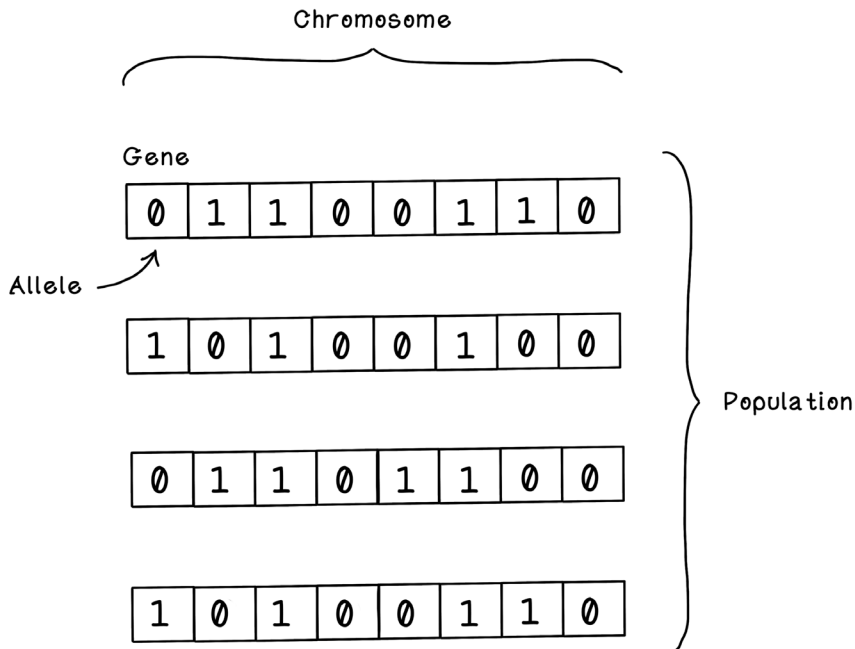 Chromosome
Gene
0 1 1 0 0 1 1 0
Allele
1 0 1 0 0 1 0 0
Population
0 1 1 0 1 1 0 0
1 0 1 0 0 1 1 0